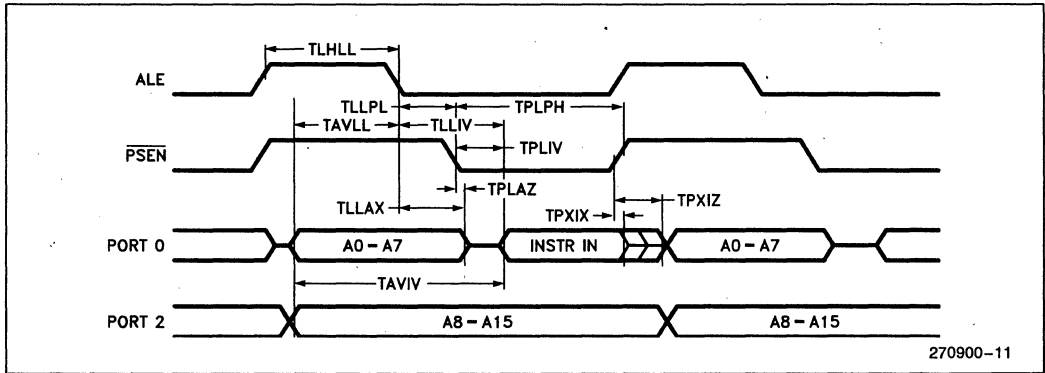 TLHLL
ALE
TLLPL
TPLPH
TAVLL
TLLIV
PSEN
TPLIV
TPLAZ
TLLAX
TPXIX
TPXIZ
PORT 0
A0 – A7
INSTR IN
A0 – A7
TAVIV
PORT 2
A8 – A15
A8 – A15
270900–11